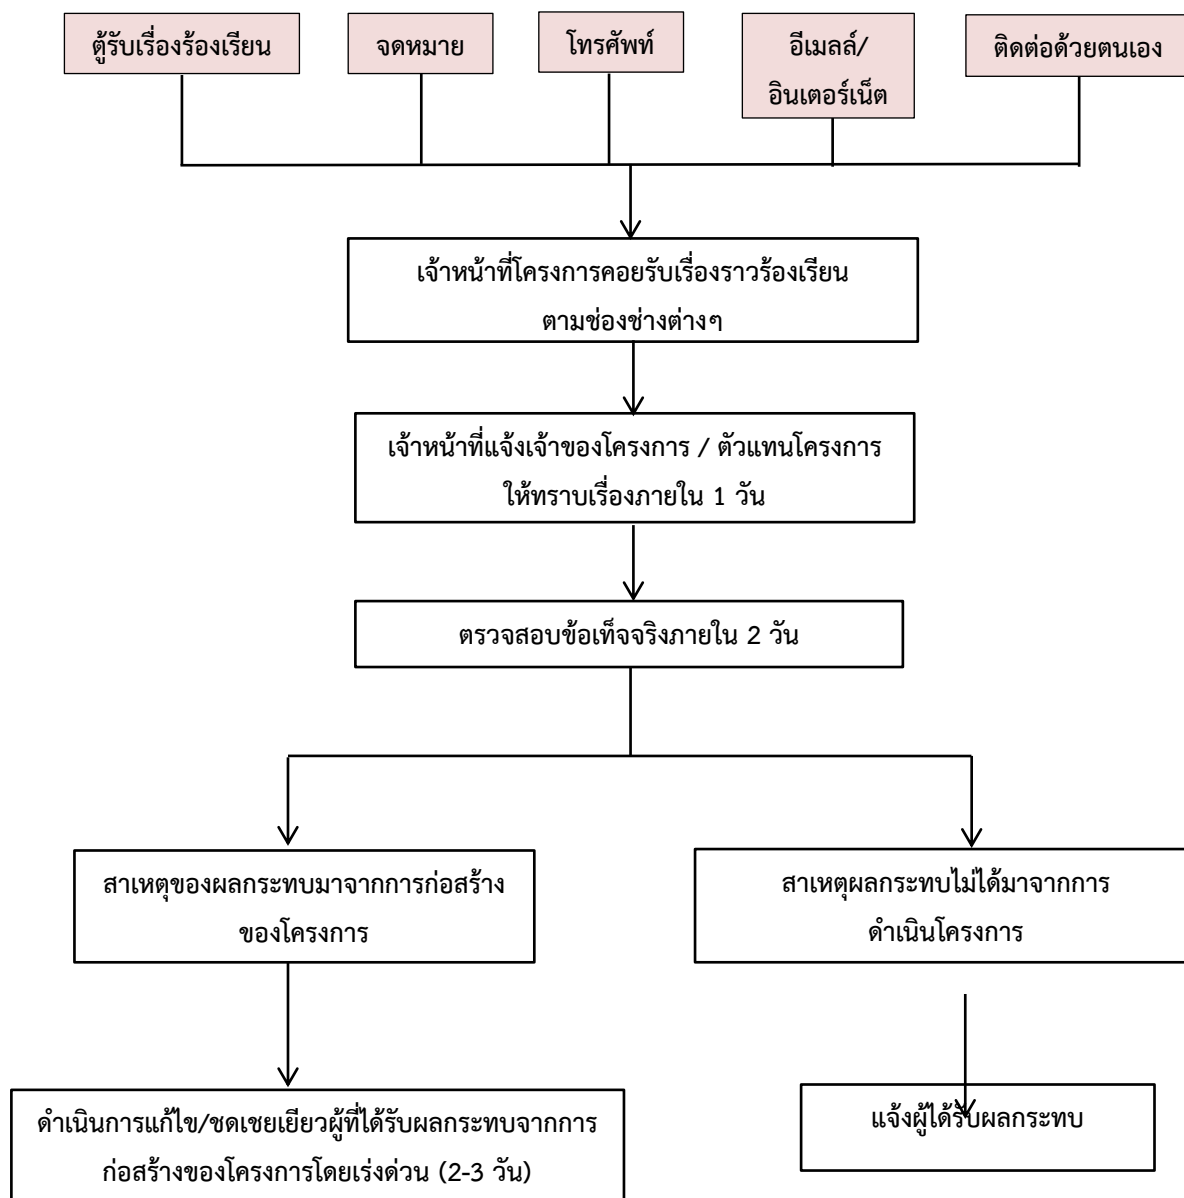 ตู้รับเรื่องร้องเรียน
จดหมาย
โทรศัพท์
อีเมลล์/
อินเตอร์เน็ต
ติดต่อด้วยตนเอง
เจ้าหน้าที่โครงการคอยรับเรื่องราวร้องเรียน
ตามช่องช่างต่างๆ
เจ้าหน้าที่แจ้งเจ้าของโครงการ / ตัวแทนโครงการ
ให้ทราบเรื่องภายใน 1 วัน
ตรวจสอบข้อเท็จจริงภายใน 2 วัน
สาเหตุของผลกระทบมาจากการก่อสร้าง
ของโครงการ
สาเหตุผลกระทบไม่ได้มาจากการ
ดำเนินโครงการ
ดำเนินการแก้ไข/ชดเชยเยียวผู้ที่ได้รับผลกระทบจากการ
ก่อสร้างของโครงการโดยเร่งด่วน (2-3 วัน)
แจ้งผู้ได้รับผลกระทบ